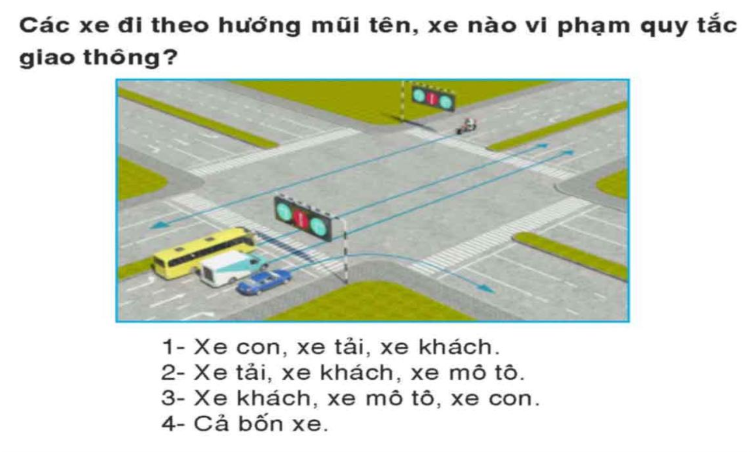 Các xe đi theo hướng mũi tên, xe nào vi phạm quy tắc
giao thông?
1- Xe con, xe tải, xe khách.
2- Xe tải, xe khách, xe mô tô.
3- Xe khách, xe mô tô, xe con.
4- Cả bốn xe.